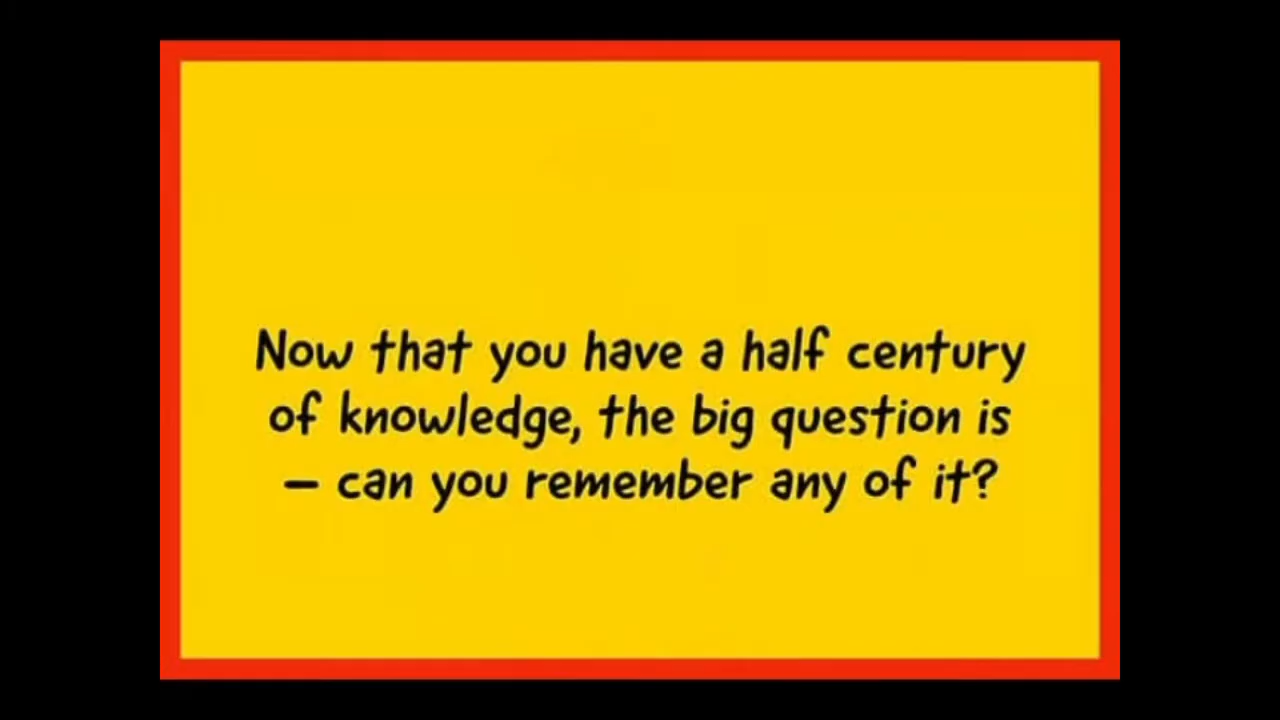 Now that you have a half century
of knowledge, the big question is
– can you remember any of it?